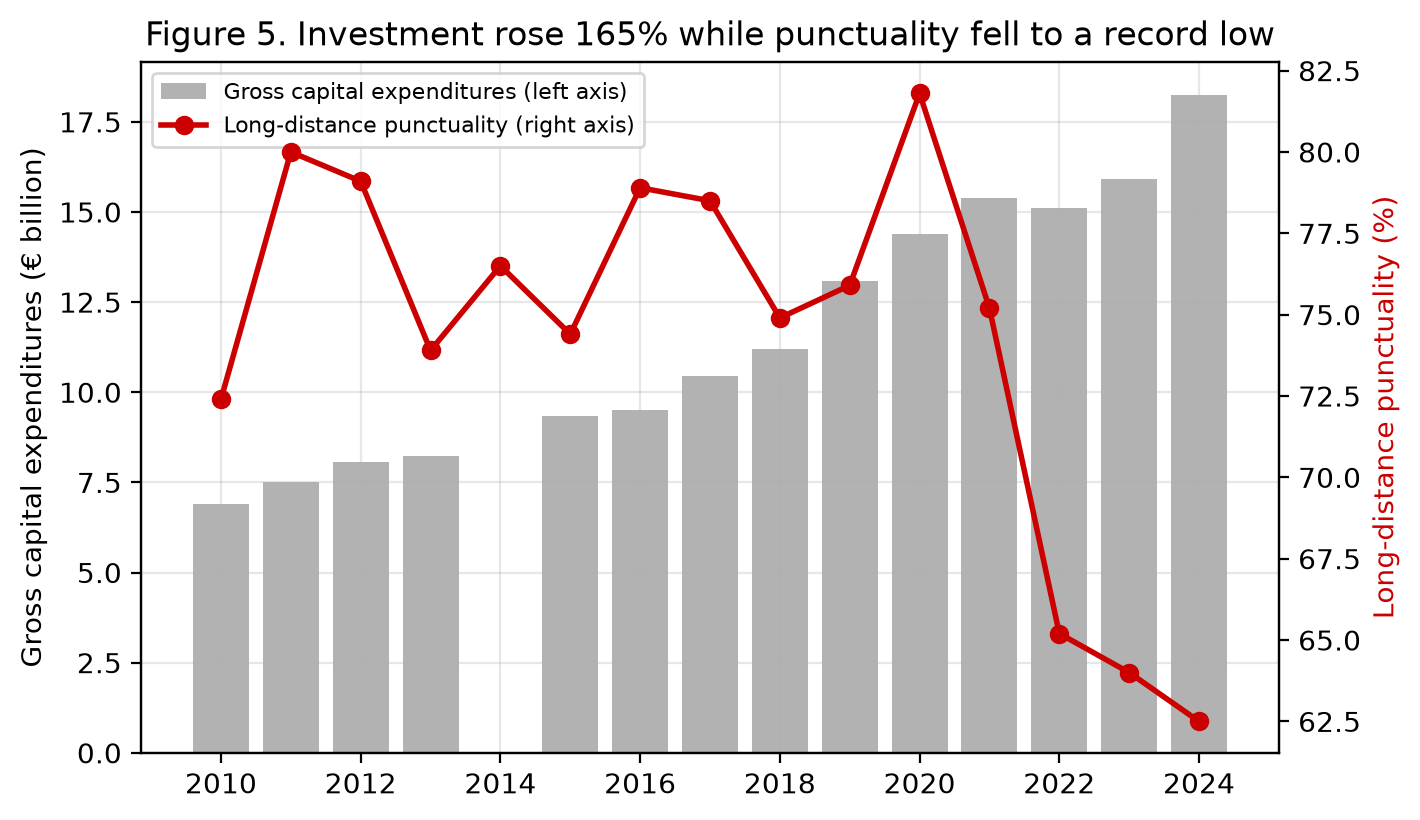 Figure 5. Investment rose 165% while punctuality fell to a record low
Gross capital expenditures (left axis)
Long-distance punctuality (right axis)
Gross capital expenditures (€ billion)
17.5
15.0
12.5
10.0
7.5
5.0
2.5
0.0
2010 2012 2014 2016 2018 2020 2022 2024
82.5
80.0
77.5
75.0
72.5
70.0
67.5
65.0
62.5
Long-distance punctuality (%)